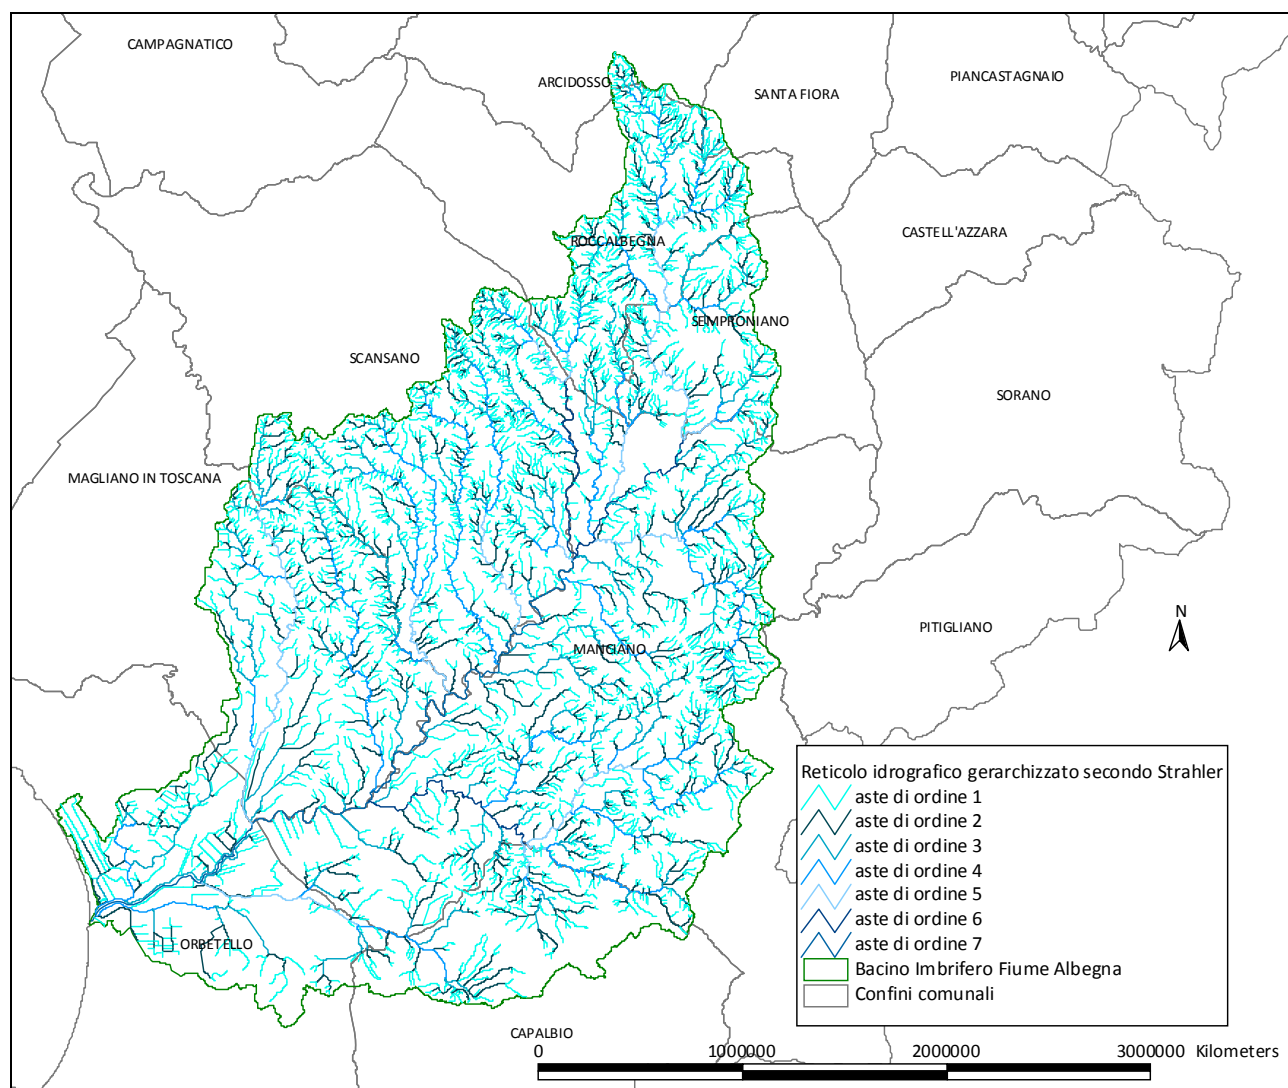 CAMPAGNATICO
ARCIDOSSO
SANTA FIORA
PIANCASTAGNAIO
ROCCALBEGNA
CASTELL'AZZARA
SEMPRONIANO
SCANSANO
SORANO
MAGLIANO IN TOSCANA
N
PITIGLIANO
MANCIANO
Reticolo idrografico gerarchizzato secondo Strahler
aste di ordine 1
aste di ordine 2
aste di ordine 3
aste di ordine 4
aste di ordine 5
aste di ordine 6
aste di ordine 7
Bacino Imbrifero Fiume Albegna
Confini comunali
ORBETELLO
CAPALBIO
0 1000000 2000000 3000000 Kilometers